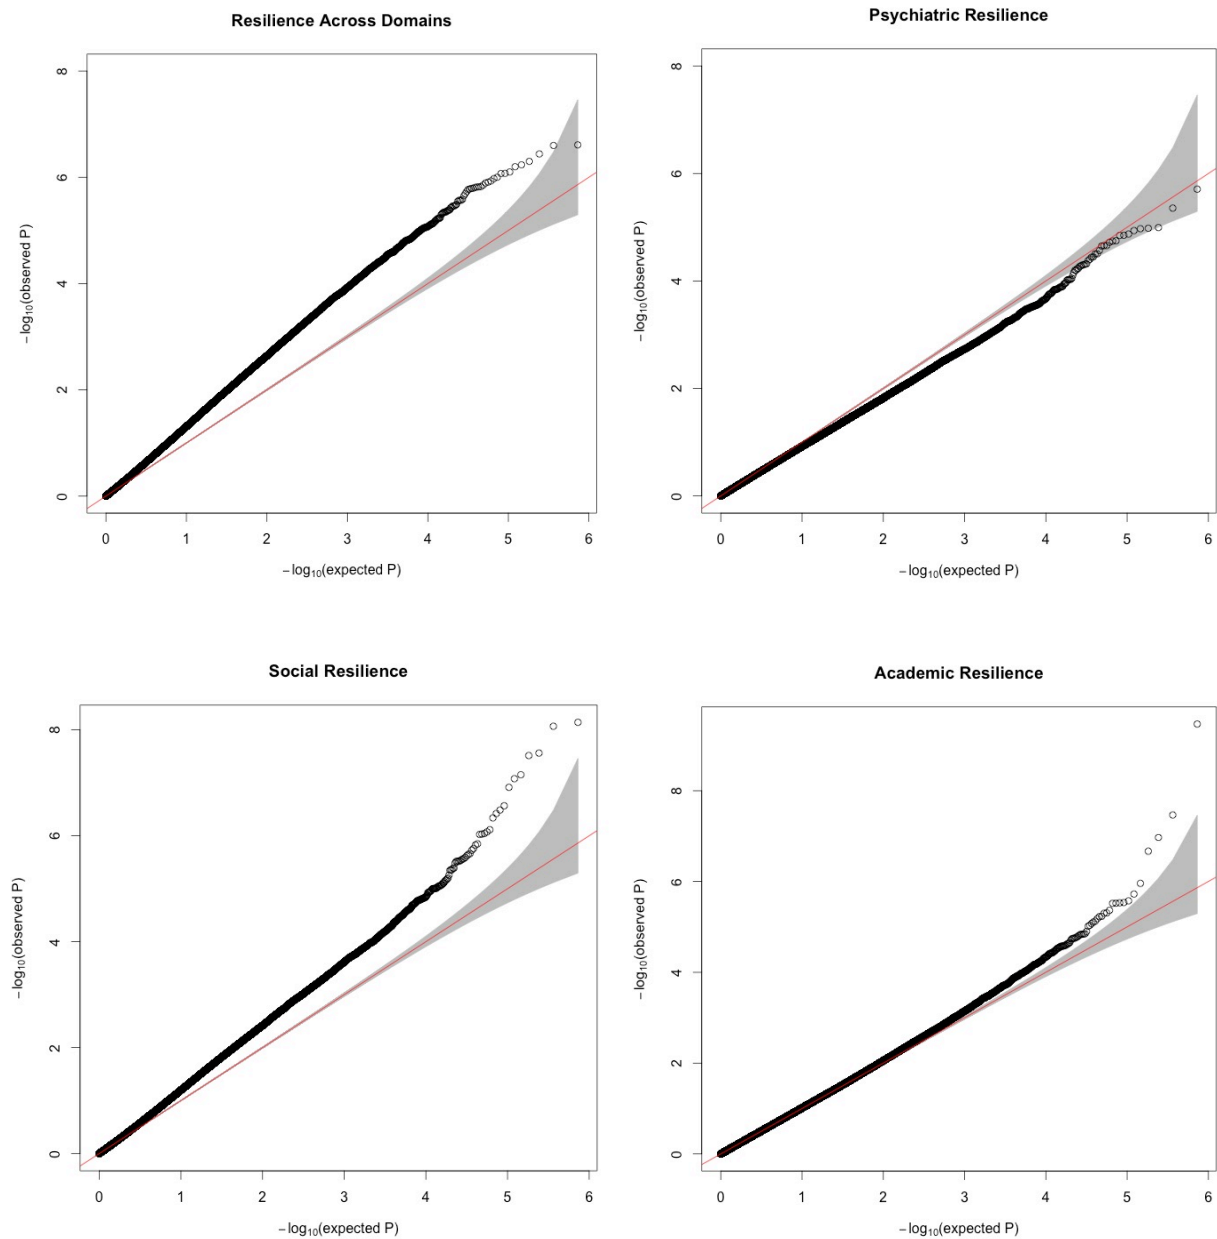 Resilience Across Domains
8
6
4
2
0
−log10(observed P)
0 1 2 3 4 5 6
−log10(expected P)
Psychiatric Resilience
8
6
4
2
0
−log10(observed P)
0 1 2 3 4 5 6
−log10(expected P)
Social Resilience
8
6
4
2
0
−log10(observed P)
0 1 2 3 4 5 6
−log10(expected P)
Academic Resilience
8
6
4
2
0
−log10(observed P)
0 1 2 3 4 5 6
−log10(expected P)